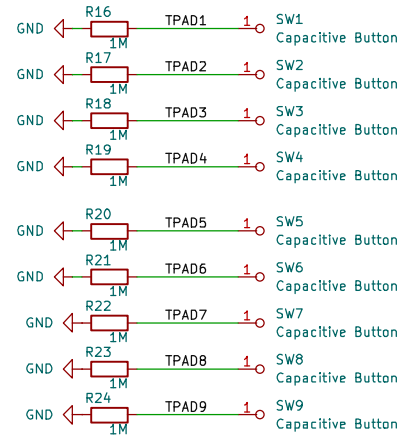 R16 TPAD1 1 SW1
GND 1M Capacitive Button
R17 TPAD2 1 SW2
GND 1M Capacitive Button
R18 TPAD3 1 SW3
GND 1M Capacitive Button
R19 TPAD4 1 SW4
GND 1M Capacitive Button
R20 TPAD5 1 SW5
GND 1M Capacitive Button
R21 TPAD6 1 SW6
GND 1M Capacitive Button
R22 TPAD7 1 SW7
GND 1M Capacitive Button
R23 TPAD8 1 SW8
GND 1M Capacitive Button
R24 TPAD9 1 SW9
GND 1M Capacitive Button